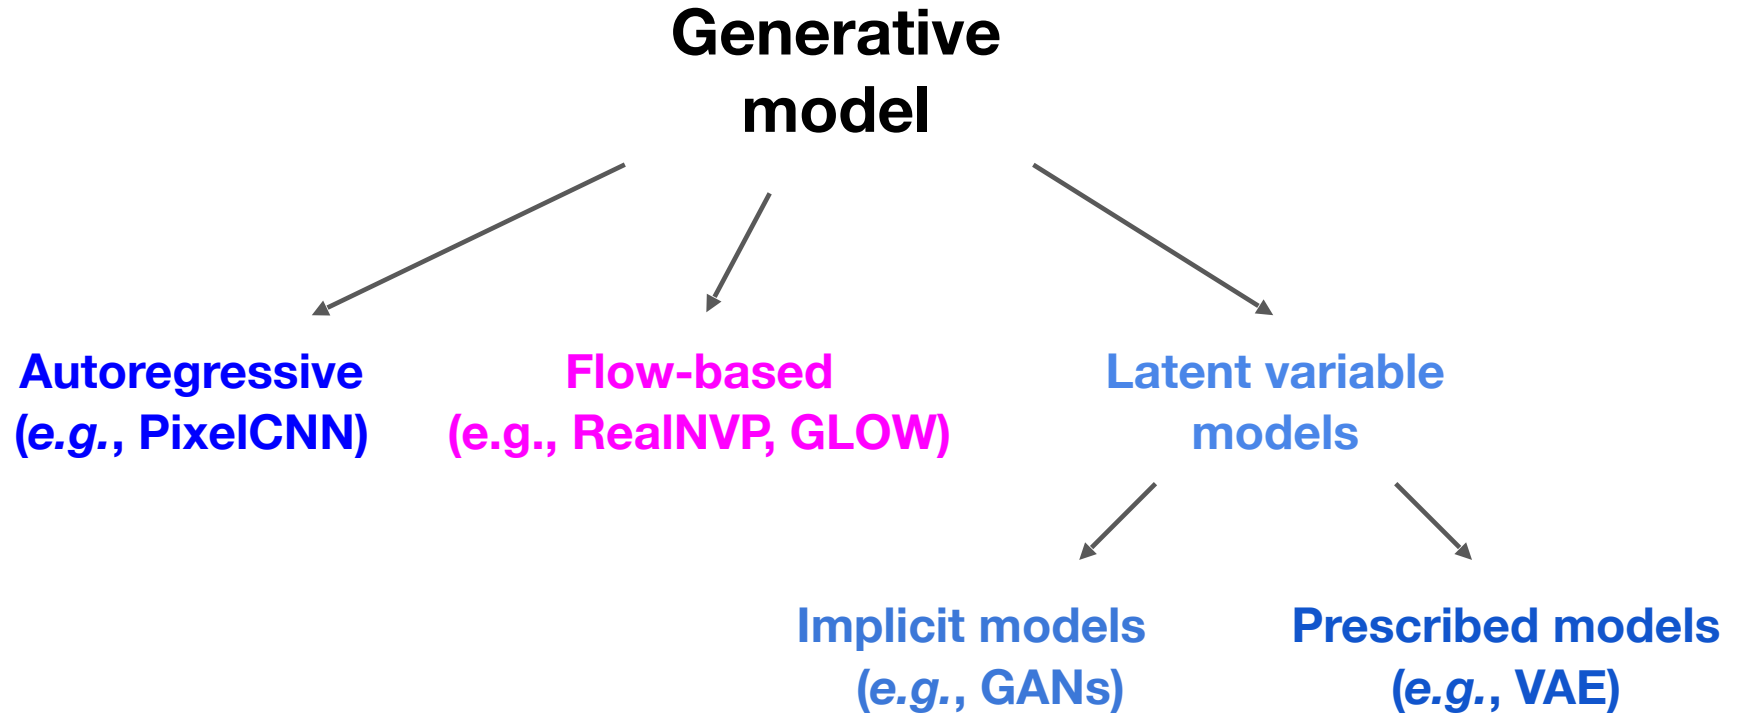 Generative
model
Autoregressive
(e.g., PixelCNN)
Flow-based
(e.g., RealNVP, GLOW)
Latent variable
models
Implicit models
(e.g., GANs)
Prescribed models
(e.g., VAE)